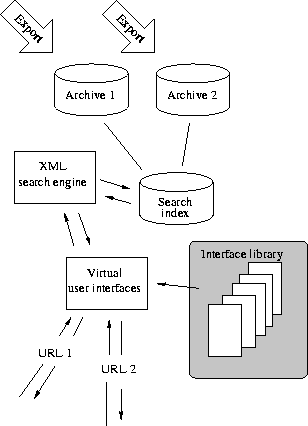 Export
Export
Archive 1
Archive 2
XML
search engine
Search
index
Interface library
Virtual
user interfaces
URL 1
URL 2